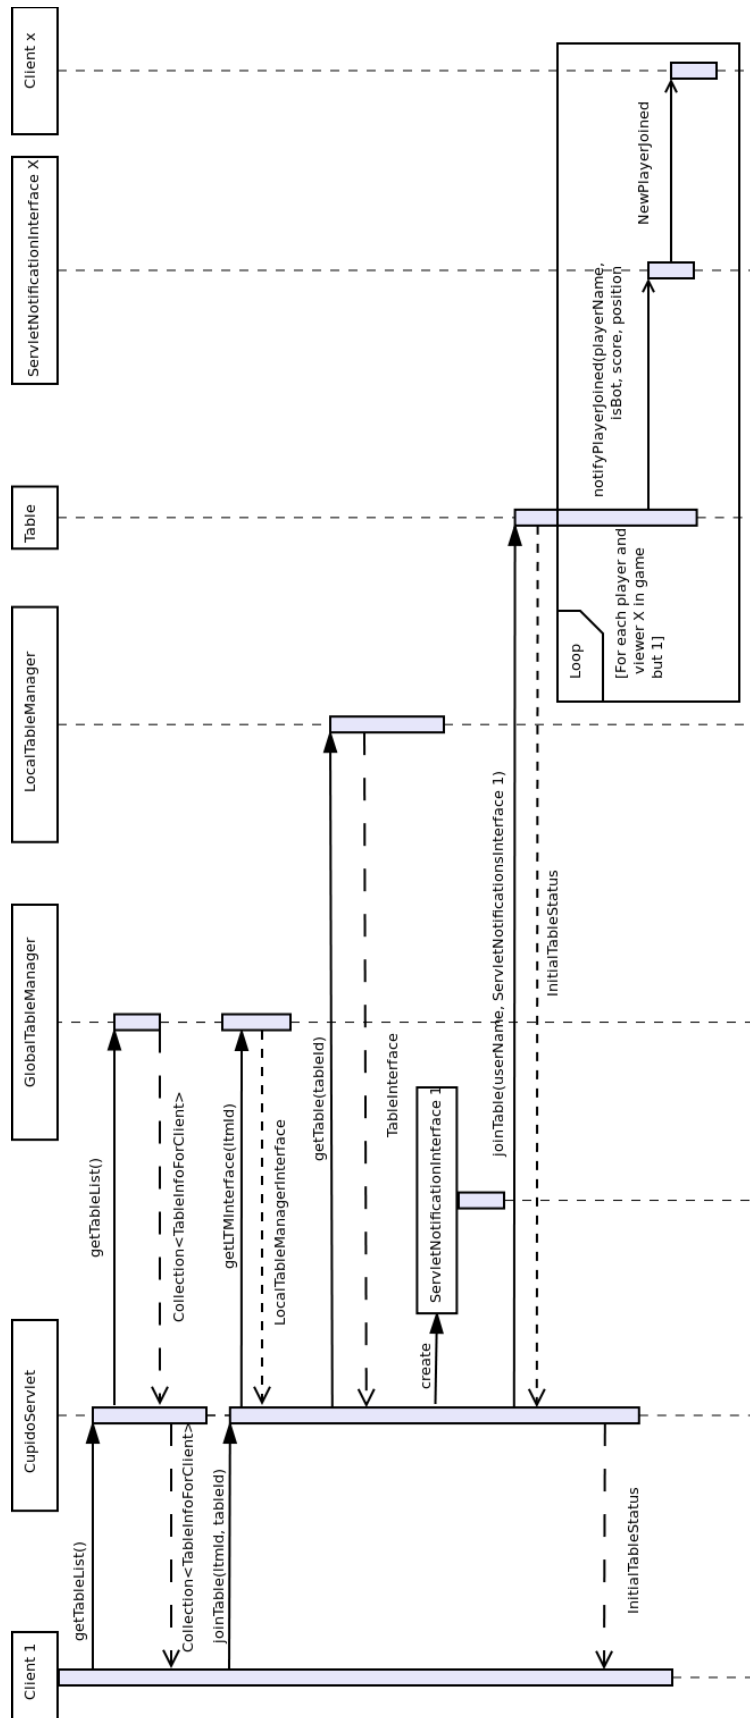 Client 1
CupidoServlet
GlobalTableManager
LocalTableManager
Table
ServletNotificationInterface X
Client x
getTableList()
getTableList()
Collection<TableInfoForClient>
Collection<TableInfoForClient>
joinTable(ltmId, tableId)
getLTMInterface(ltmId)
LocalTableManagerInterface
getTable(tableId)
TableInterface
create
ServletNotificationInterface 1
joinTable(userName, ServletNotificationsInterface 1)
InitialTableStatus
Loop
[For each player and
viewer X in game
but 1]
notifyPlayerJoined(playerName,
isBot, score, position
NewPlayerJoined
InitialTableStatus